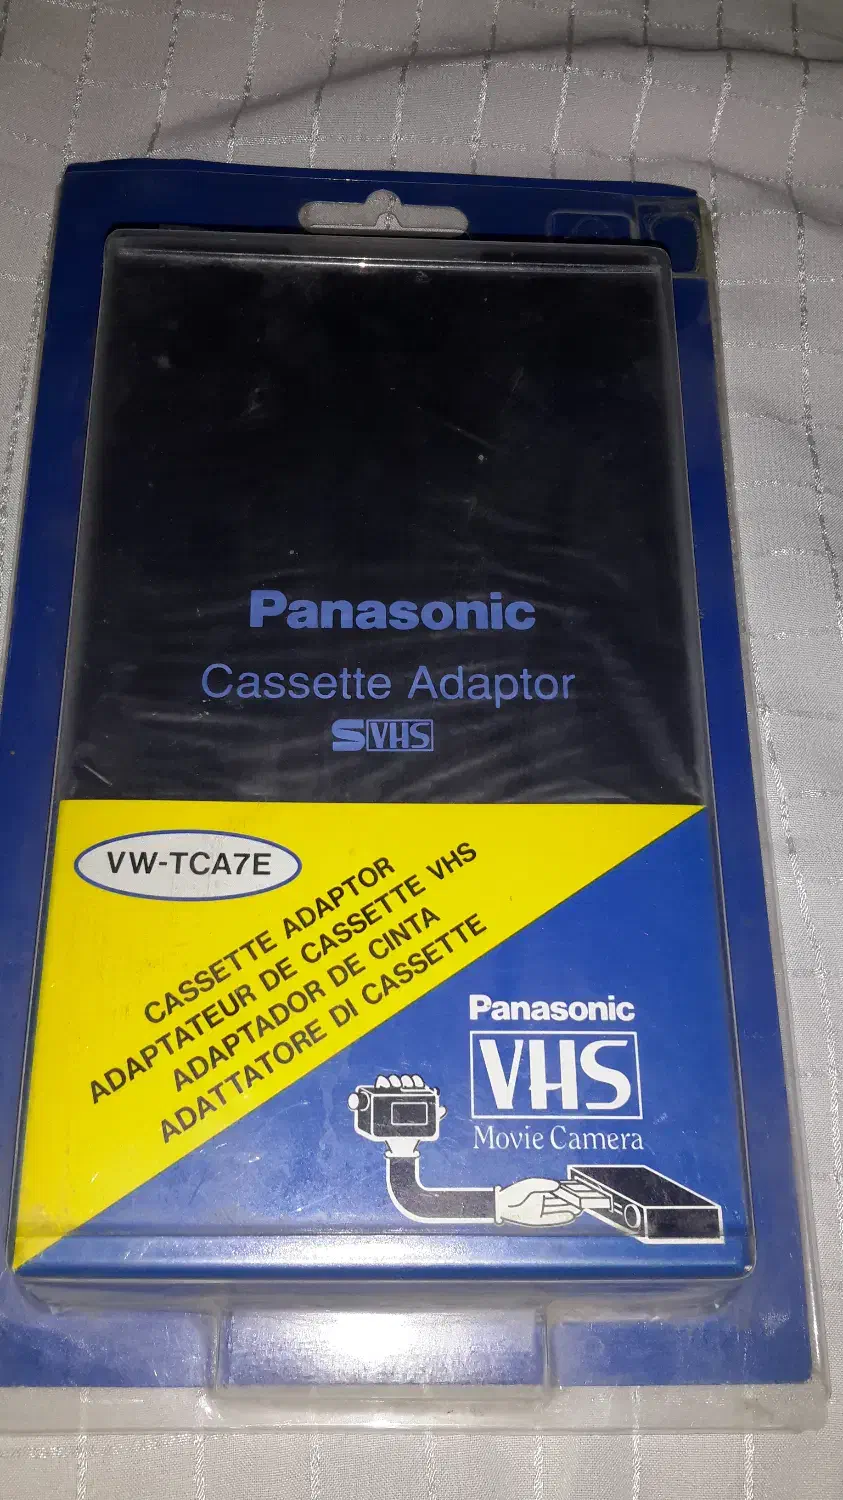 Panasonic
Cassette Adaptor
S VHS
VW-TCA7E
CASSETTE ADAPTOR
ADAPTATEUR DE CASSETTE VHS
ADAPTADOR DE CINTA
ADATTATORE DI CASSETTE
Panasonic
VHS
Movie Camera